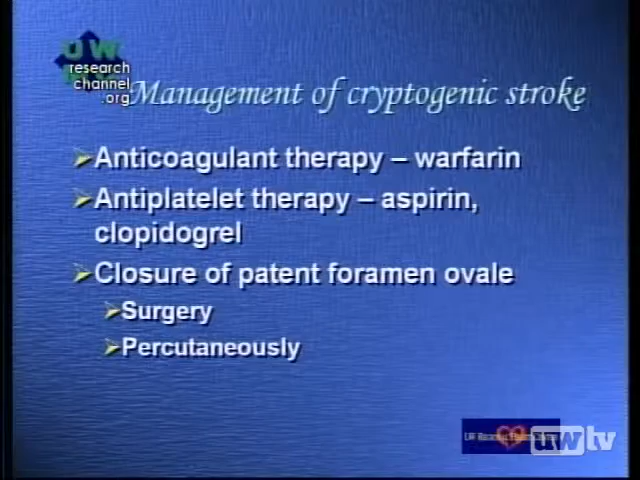 UW
research
channel
.org
Management of cryptogenic stroke
Anticoagulant therapy – warfarin
Antiplatelet therapy – aspirin,
clopidogrel
Closure of patent foramen ovale
Surgery
Percutaneously
UW
uwtv